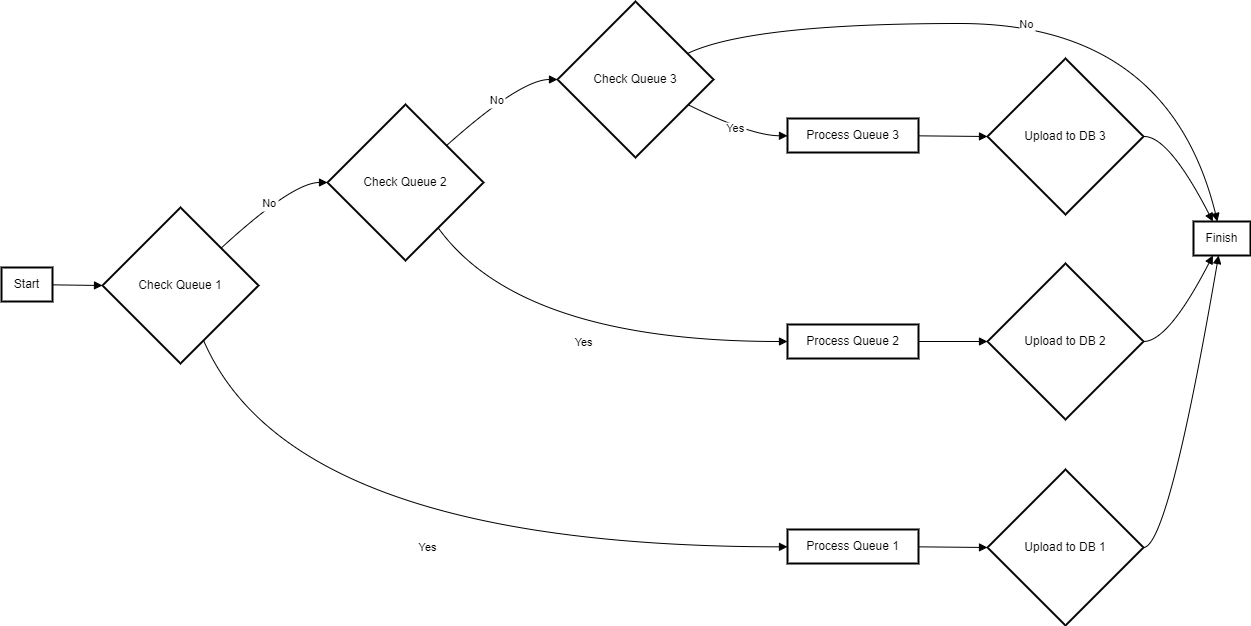 No
Check Queue 3
No
Yes
Process Queue 3
Upload to DB 3
Check Queue 2
No
Finish
Start
Check Queue 1
Yes
Process Queue 2
Upload to DB 2
Yes
Process Queue 1
Upload to DB 1